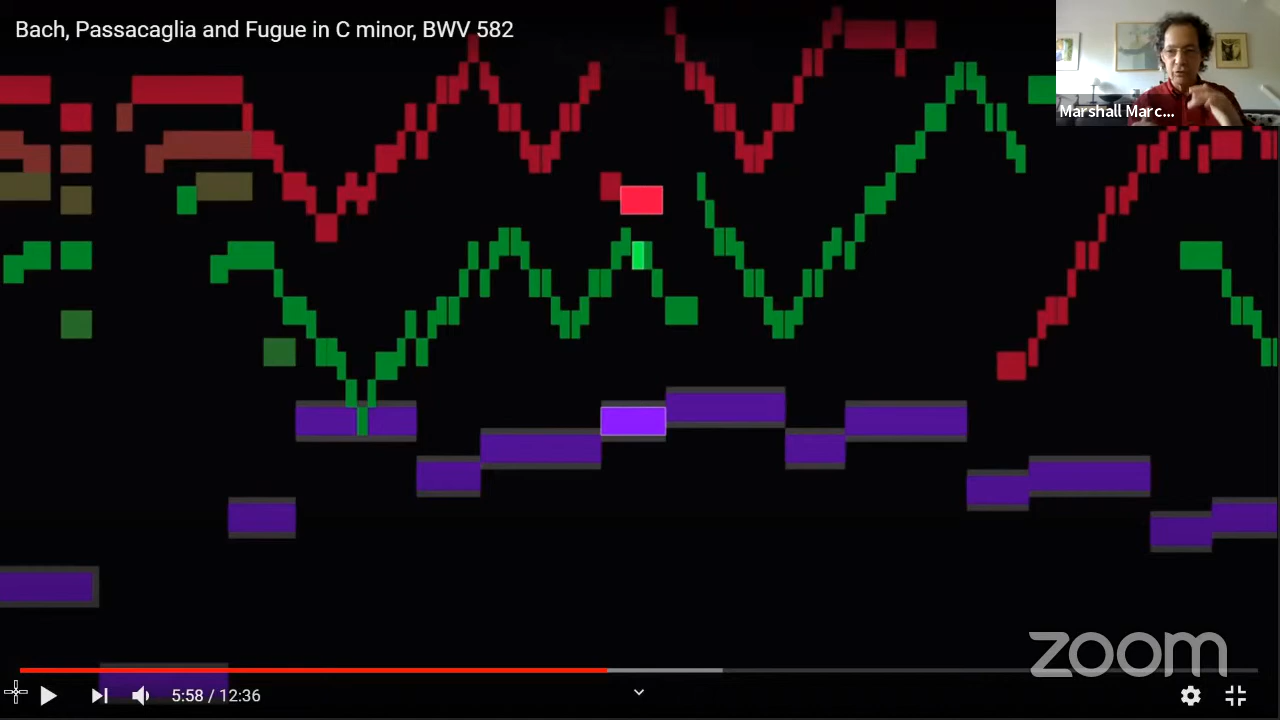 Bach, Passacaglia and Fugue in C minor, BWV 582
Marshall Marc...
zoom
5:58 / 12:36